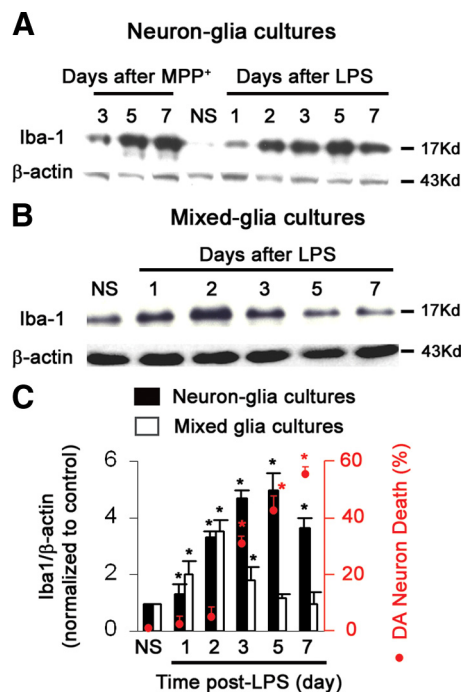 A
Neuron-glia cultures
Days after MPP⁺ Days after LPS
3 5 7 NS 1 2 3 5 7
Iba-1 17Kd
β-actin 43Kd
B
Mixed-glia cultures
Days after LPS
NS 1 2 3 5 7
Iba-1 17Kd
β-actin 43Kd
C
Neuron-glia cultures
Mixed glia cultures
Iba1/β-actin
(normalized to control)
6
4
2
0
* * * * * * * *
* * *
60
40
20
0
DA Neuron Death (%)
NS 1 2 3 5 7
Time post-LPS (day)